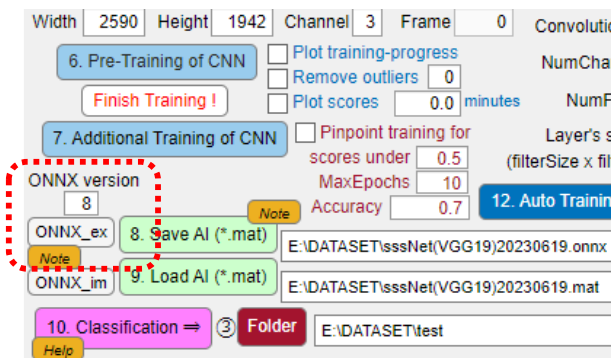 Width 2590 Height 1942 Channel 3 Frame 0 Convolutio
6. Pre-Training of CNN Plot training-progress NumCha
Remove outliers 0
Finish Training ! Plot scores 0.0 minutes NumF
7. Additional Training of CNN Pinpoint training for Layer's s
scores under 0.5 (filterSize x fil
ONNX version MaxEpochs 10
8 Note Accuracy 0.7 12. Auto Trainin
ONNX_ex 8. Save AI (*.mat) E:\DATASET\sssNet(VGG19)20230619.onnx
Note
ONNX_im 9. Load AI (*.mat) E:\DATASET\sssNet(VGG19)20230619.mat
10. Classification ⇒ ③ Folder E:\DATASET\test
Help